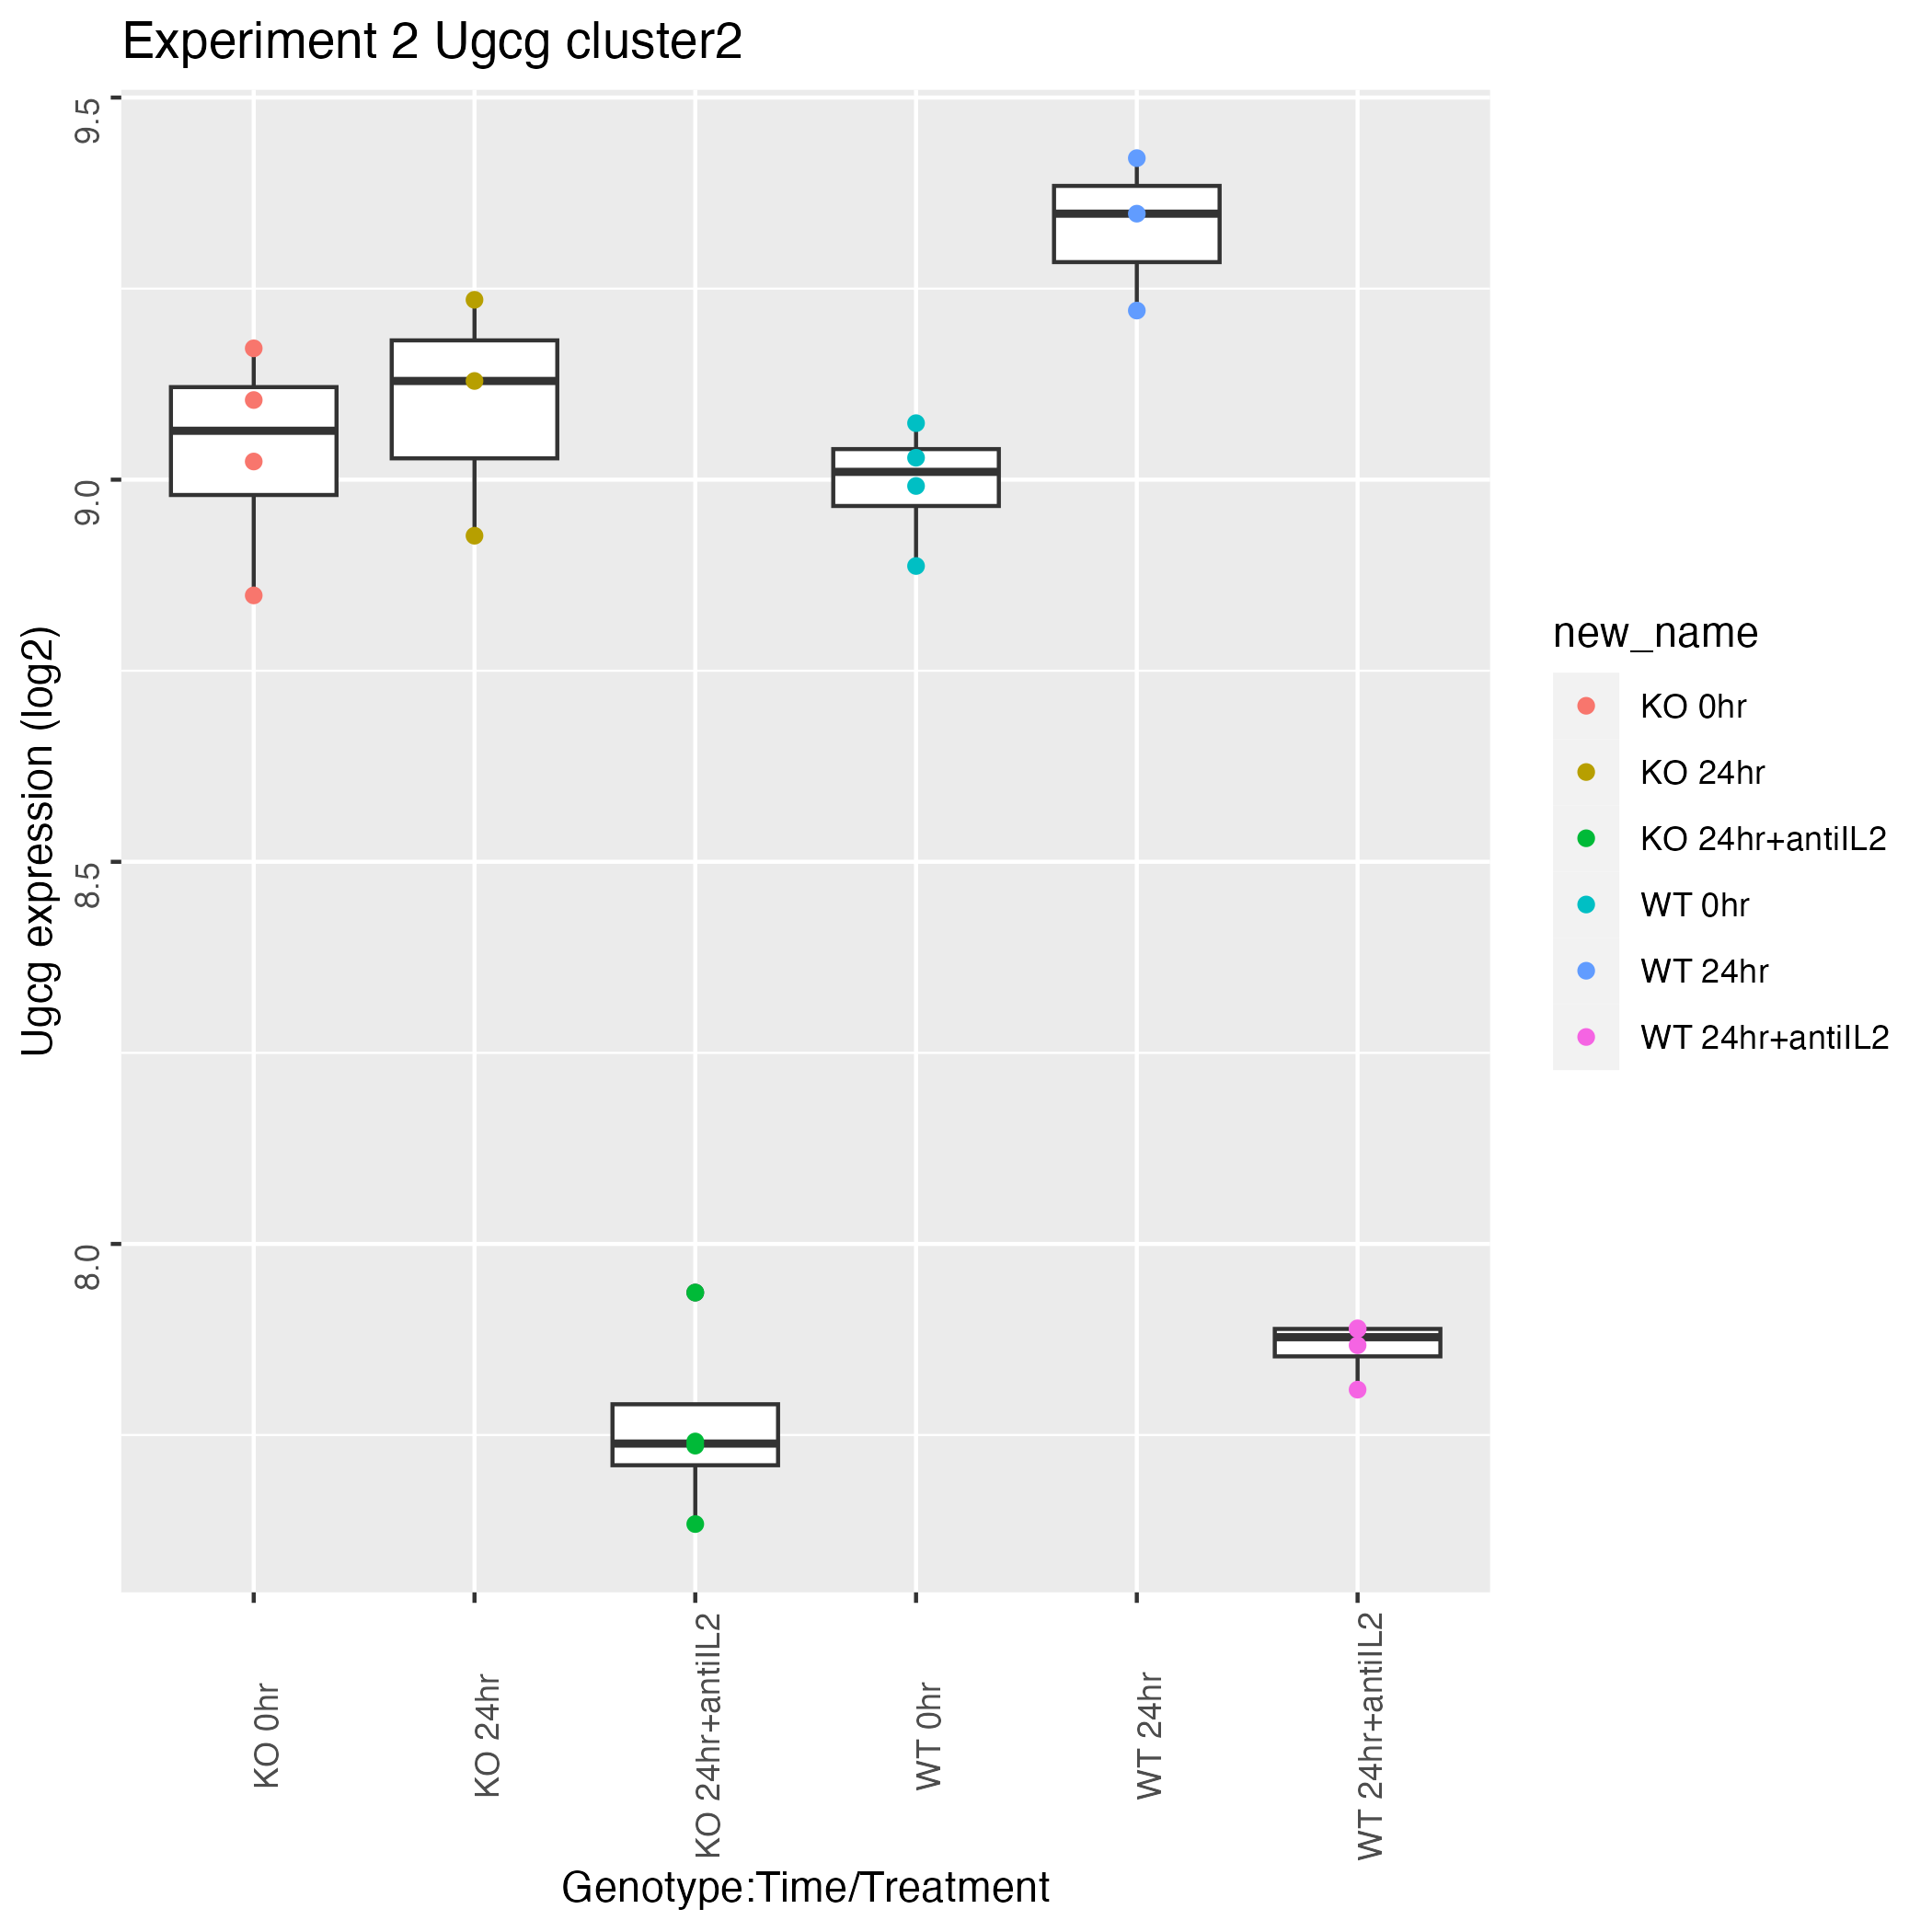 Experiment 2 Ugcg cluster2
Ugcg expression (log2)
9.5
9.0
8.5
8.0
KO 0hr
KO 24hr
KO 24hr+antiIL2
WT 0hr
WT 24hr
WT 24hr+antiIL2
Genotype:Time/Treatment
new_name
KO 0hr
KO 24hr
KO 24hr+antiIL2
WT 0hr
WT 24hr
WT 24hr+antiIL2